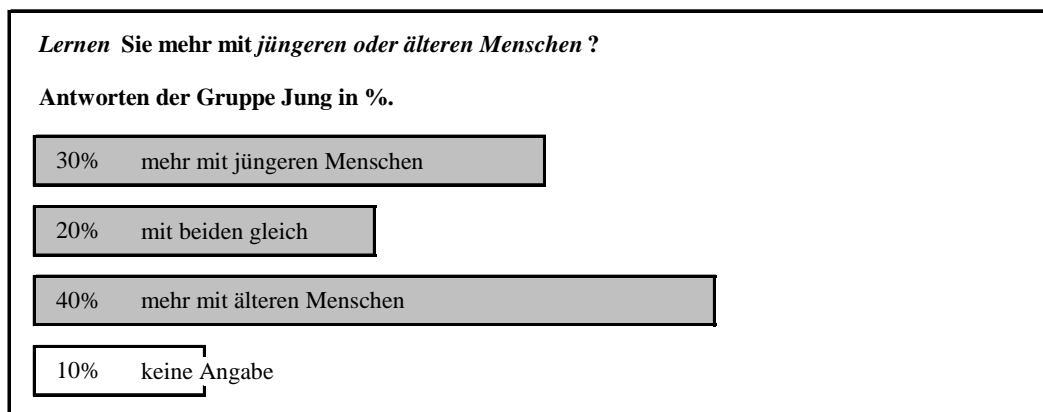 Lernen Sie mehr mit jüngeren oder älteren Menschen ?
Antworten der Gruppe Jung in %.
30% mehr mit jüngeren Menschen
20% mit beiden gleich
40% mehr mit älteren Menschen
10% keine Angabe